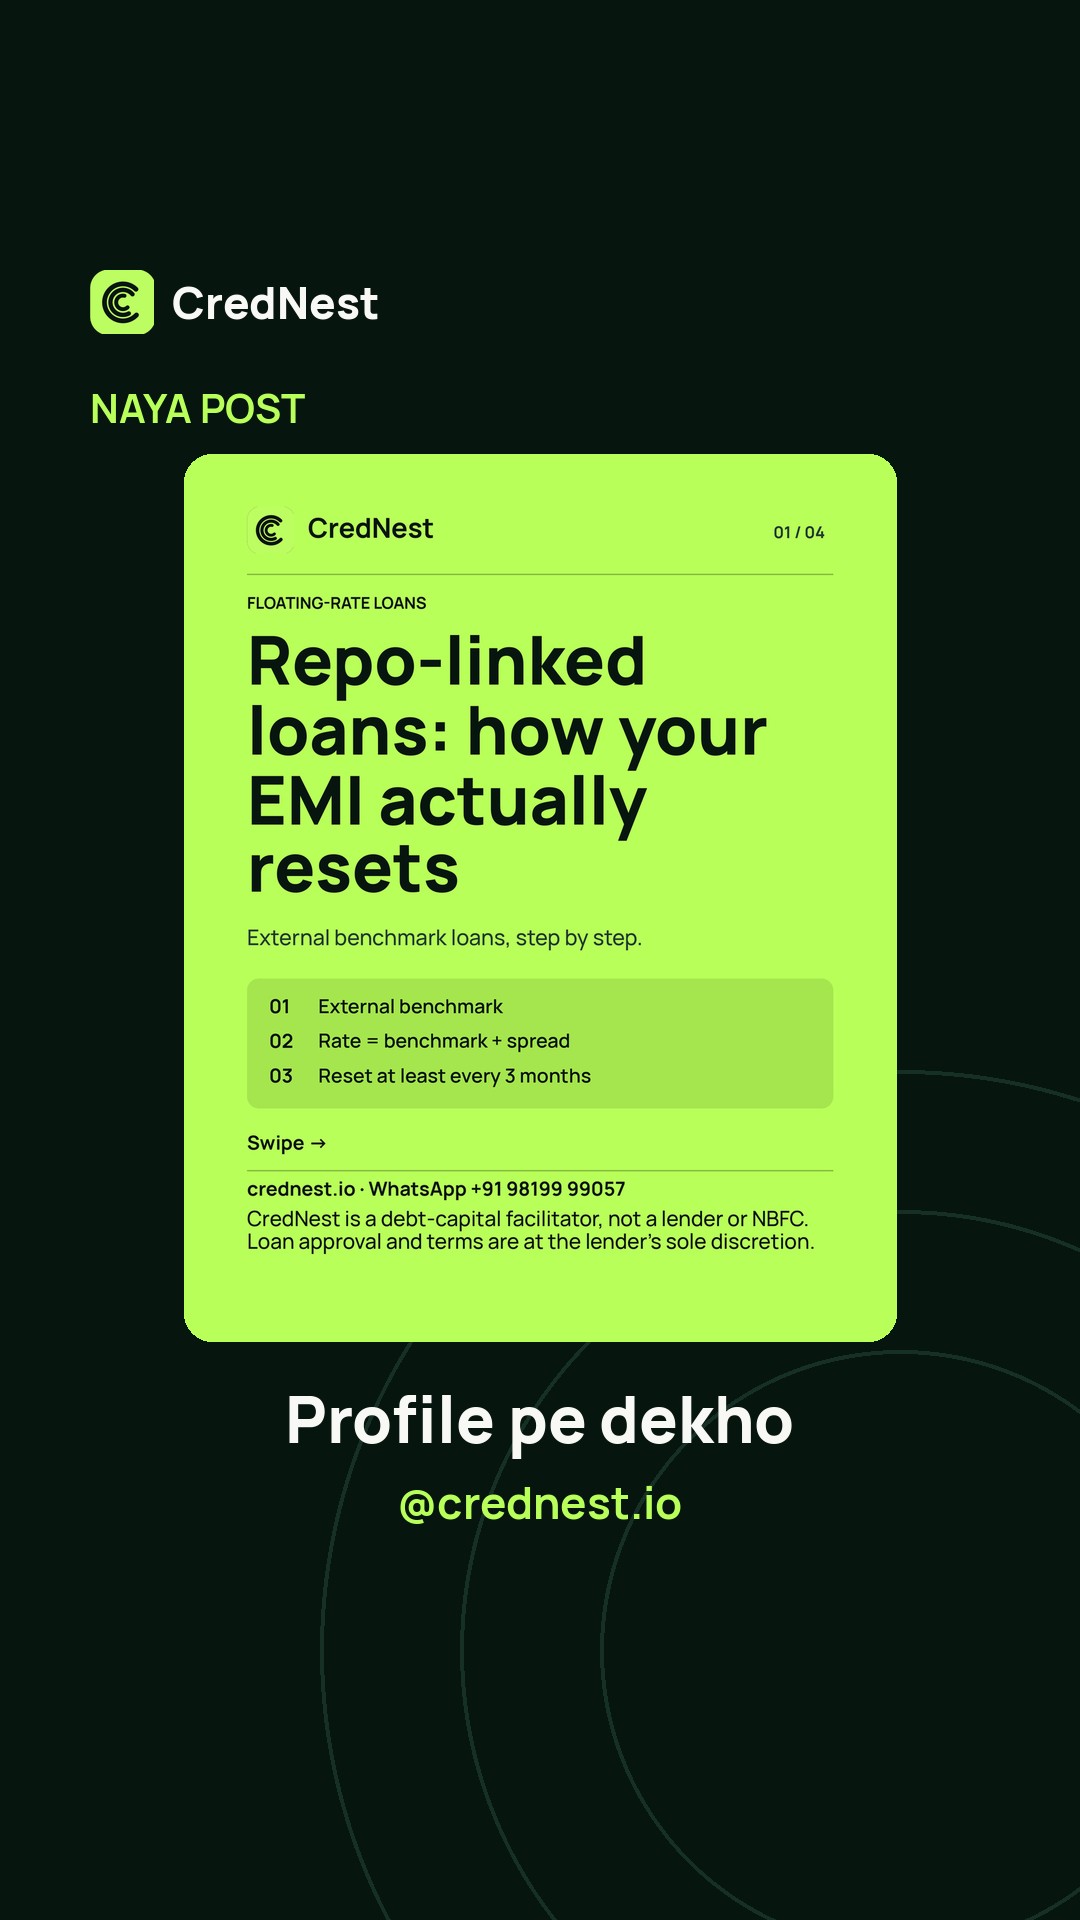 CredNest
NAYA POST
CredNest
01 / 04
FLOATING-RATE LOANS
Repo-linked
loans: how your
EMI actually
resets
External benchmark loans, step by step.
01 External benchmark
02 Rate = benchmark + spread
03 Reset at least every 3 months
Swipe →
crednest.io · WhatsApp +91 98199 99057
CredNest is a debt-capital facilitator, not a lender or NBFC.
Loan approval and terms are at the lender’s sole discretion.
Profile pe dekho
@crednest.io